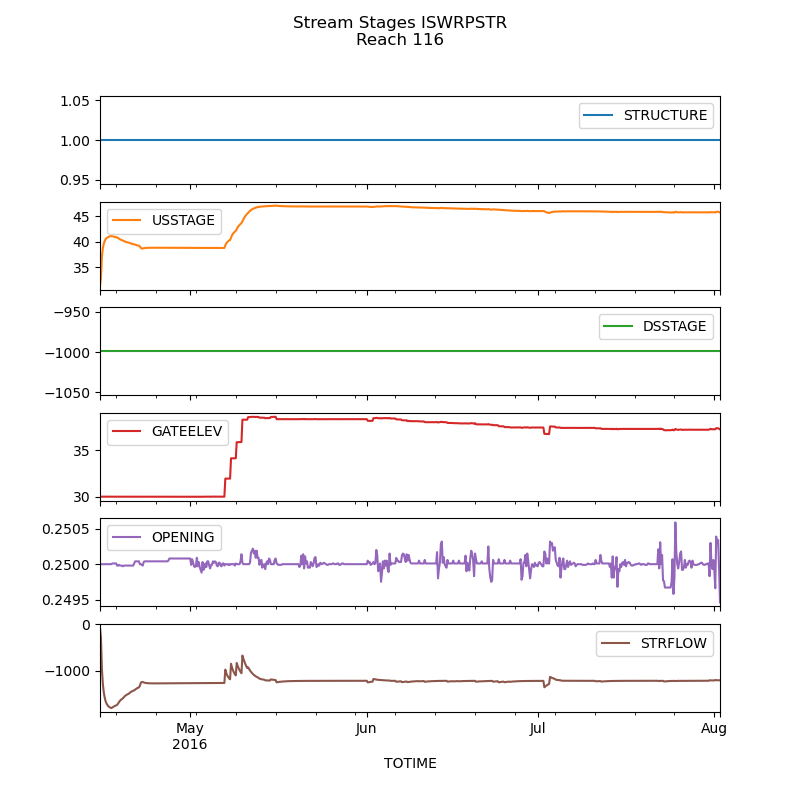 Stream Stages ISWRPSTR
Reach 116
1.05
1.00
0.95
STRUCTURE
45
40
35
USSTAGE
−950
−1000
−1050
DSSTAGE
35
30
GATEELEV
0.2505
0.2500
0.2495
OPENING
0
−1000
STRFLOW
May
2016
Jun
Jul
Aug
TOTIME